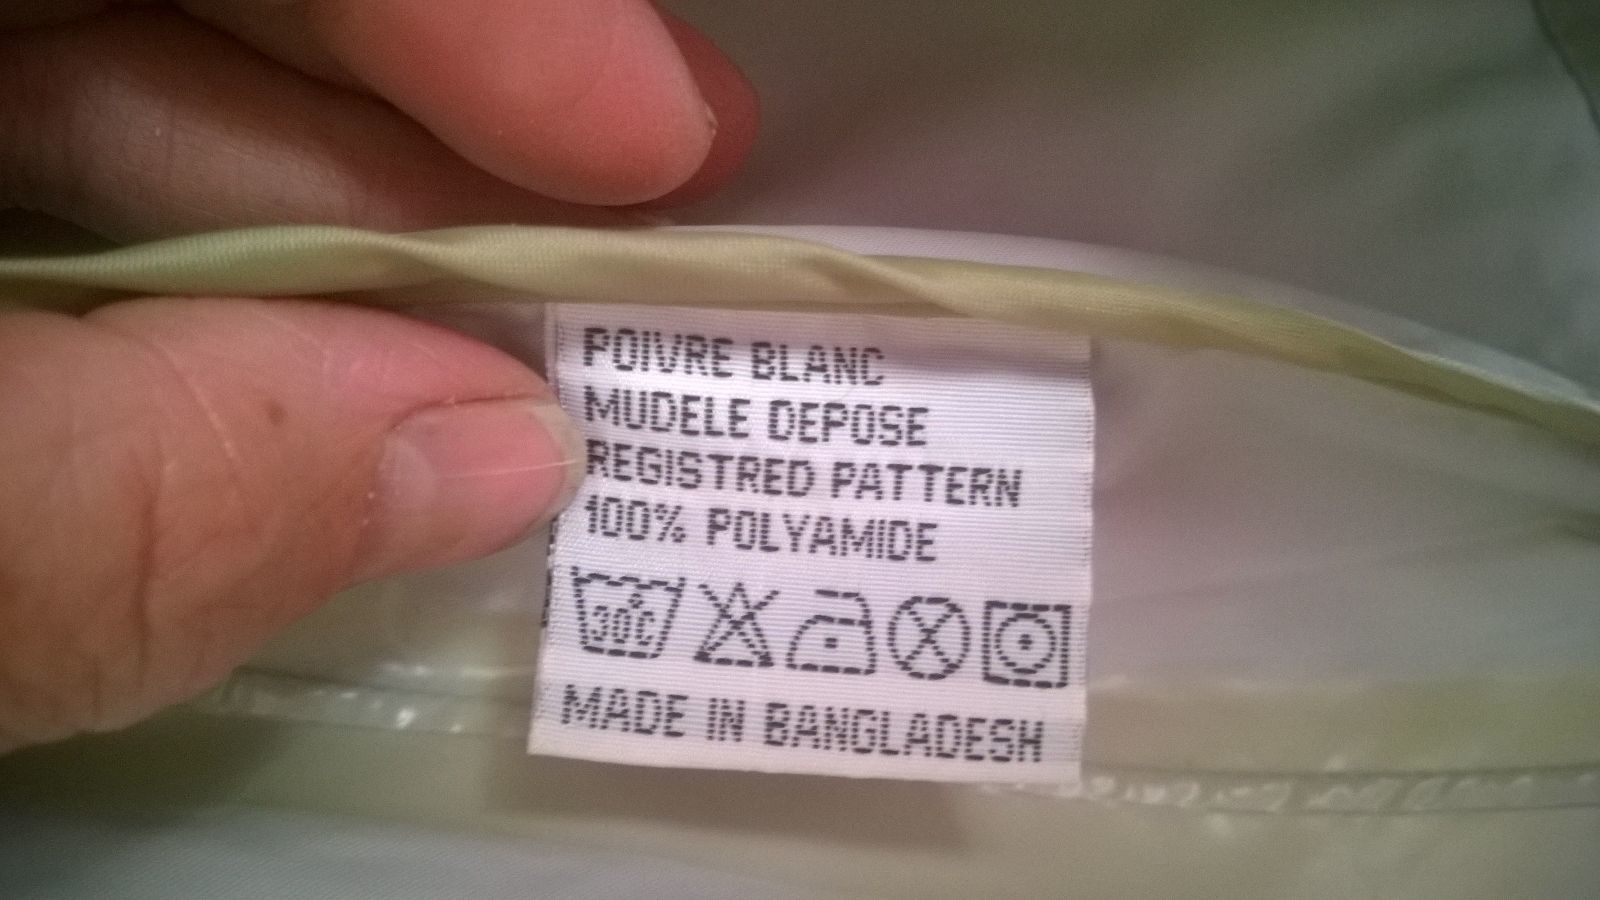 POIVRE BLANC
MUDELE DEPOSE
REGISTRED PATTERN
100% POLYAMIDE
30°C
MADE IN BANGLADESH